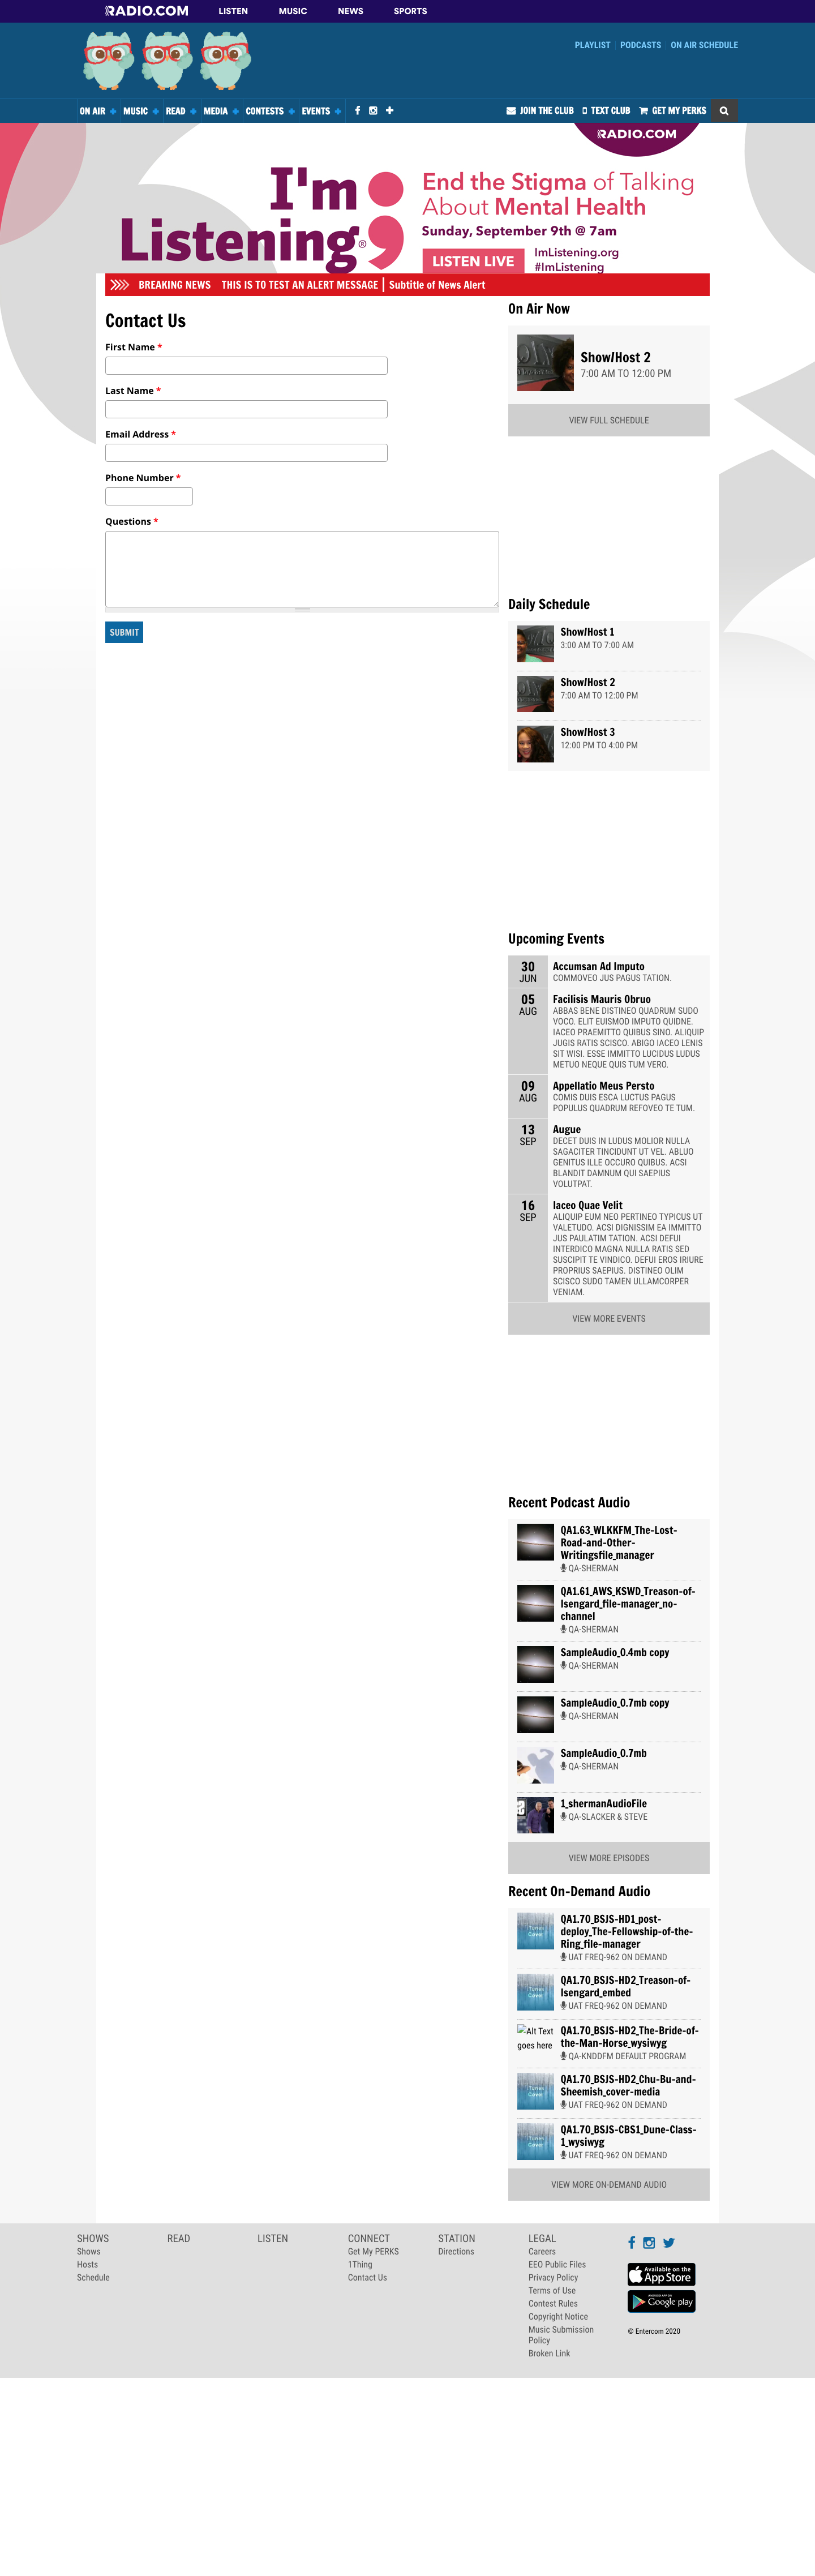 RADIO.COM LISTEN MUSIC NEWS SPORTS
PLAYLIST PODCASTS ON AIR SCHEDULE
ON AIR MUSIC READ MEDIA CONTESTS EVENTS JOIN THE CLUB TEXT CLUB GET MY PERKS
RADIO.COM
I'm
Listening®
End the Stigma of Talking
About Mental Health
Sunday, September 9th @ 7am
LISTEN LIVE
ImListening.org
#ImListening
BREAKING NEWS THIS IS TO TEST AN ALERT MESSAGE | Subtitle of News Alert
Contact Us
First Name *
Last Name *
Email Address *
Phone Number *
Questions *
SUBMIT
On Air Now
Show/Host 2
7:00 AM TO 12:00 PM
VIEW FULL SCHEDULE
Daily Schedule
Show/Host 1
3:00 AM TO 7:00 AM
Show/Host 2
7:00 AM TO 12:00 PM
Show/Host 3
12:00 PM TO 4:00 PM
Upcoming Events
30
JUN
Accumsan Ad Imputo
COMMOVEO JUS PAGUS TATION.
05
AUG
Facilisis Mauris Obruo
ABBAS BENE DISTINEO QUADRUM SUDO
VOCO. ELIT EUISMOD IMPUTO QUIDNE.
IACEO PRAEMITTO QUIBUS SINO. ALIQUIP
JUGIS RATIS SCISCO. ABIGO IACEO LENIS
SIT WISI. ESSE IMMITTO LUCIDUS LUDUS
METUO NEQUE QUIS TUM VERO.
09
AUG
Appellatio Meus Persto
COMIS DUIS ESCA LUCTUS PAGUS
POPULUS QUADRUM REFOVEO TE TUM.
13
SEP
Augue
DECET DUIS IN LUDUS MOLIOR NULLA
SAGACITER TINCIDUNT UT VEL. ABLUO
GENITUS ILLE OCCURO QUIBUS. ACSI
BLANDIT DAMNUM QUI SAEPIUS
VOLUTPAT.
16
SEP
Iaceo Quae Velit
ALIQUIP EUM NEO PERTINEO TYPICUS UT
VALETUDO. ACSI DIGNISSIM EA IMMITTO
JUS PAULATIM TATION. ACSI DEFUI
INTERDICO MAGNA NULLA RATIS SED
SUSCIPIT TE VINDICO. DEFUI EROS IRIURE
PROPRIUS SAEPIUS. DISTINEO OLIM
SCISCO SUDO TAMEN ULLAMCORPER
VENIAM.
VIEW MORE EVENTS
Recent Podcast Audio
QA1.63_WLKKFM_The-Lost-
Road-and-Other-
Writingsfile_manager
QA-SHERMAN
QA1.61_AWS_KSWD_Treason-of-
Isengard_file-manager_no-
channel
QA-SHERMAN
SampleAudio_0.4mb copy
QA-SHERMAN
SampleAudio_0.7mb copy
QA-SHERMAN
SampleAudio_0.7mb
QA-SHERMAN
1_shermanAudioFile
QA-SLACKER & STEVE
VIEW MORE EPISODES
Recent On-Demand Audio
iTunes
Cover
QA1.70_BSJS-HD1_post-
deploy_The-Fellowship-of-the-
Ring_file-manager
UAT FREQ-962 ON DEMAND
iTunes
Cover
QA1.70_BSJS-HD2_Treason-of-
Isengard_embed
UAT FREQ-962 ON DEMAND
Alt Text
goes here
QA1.70_BSJS-HD2_The-Bride-of-
the-Man-Horse_wysiwyg
QA-KNDDFM DEFAULT PROGRAM
iTunes
Cover
QA1.70_BSJS-HD2_Chu-Bu-and-
Sheemish_cover-media
UAT FREQ-962 ON DEMAND
iTunes
Cover
QA1.70_BSJS-CBS1_Dune-Class-
1_wysiwyg
UAT FREQ-962 ON DEMAND
VIEW MORE ON-DEMAND AUDIO
SHOWS
Shows
Hosts
Schedule
READ
LISTEN
CONNECT
Get My PERKS
1Thing
Contact Us
STATION
Directions
LEGAL
Careers
EEO Public Files
Privacy Policy
Terms of Use
Contest Rules
Copyright Notice
Music Submission
Policy
Broken Link
Available on the
App Store
ANDROID APP ON
Google play
© Entercom 2020